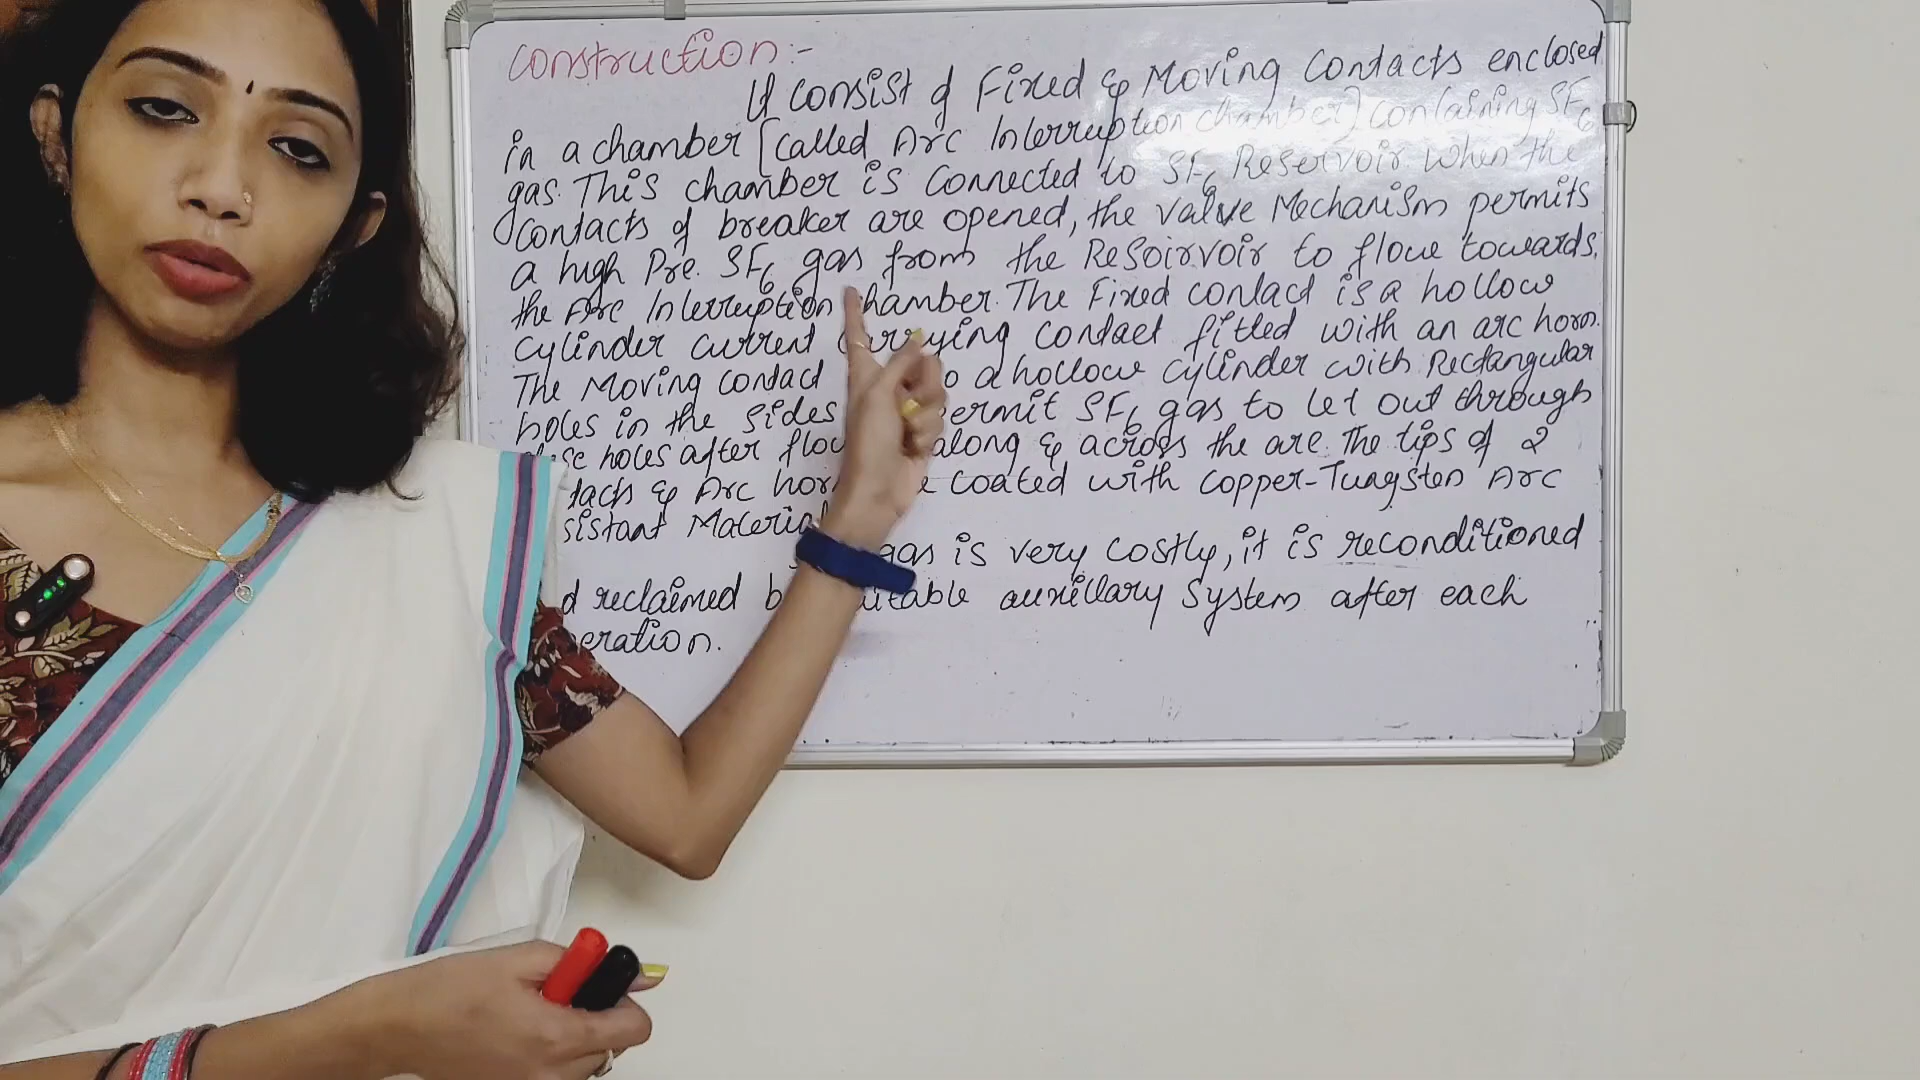 Construction:-
It consist of Fixed & Moving Contacts enclosed
in a chamber [called Arc Interruption chamber] containing SF6
gas. This chamber is connected to SF6 Reservoir. When the
contacts of breaker are opened, the valve Mechanism permits
a high Pre. SF6 gas from the Resoirvoir to flow towards
the Arc Interruption chamber. The Fixed contact is a hollow
cylinder current carrying contact fitted with an arc horn.
The Moving contact a hollow cylinder with Rectangular
holes in the sides permit SF6 gas to let out through
holes after along & across the arc. The tips of 2
& Arc coated with Copper-Tungsten Arc
Material
gas is very costly, it is reconditioned
reclaimed auxillary System after each